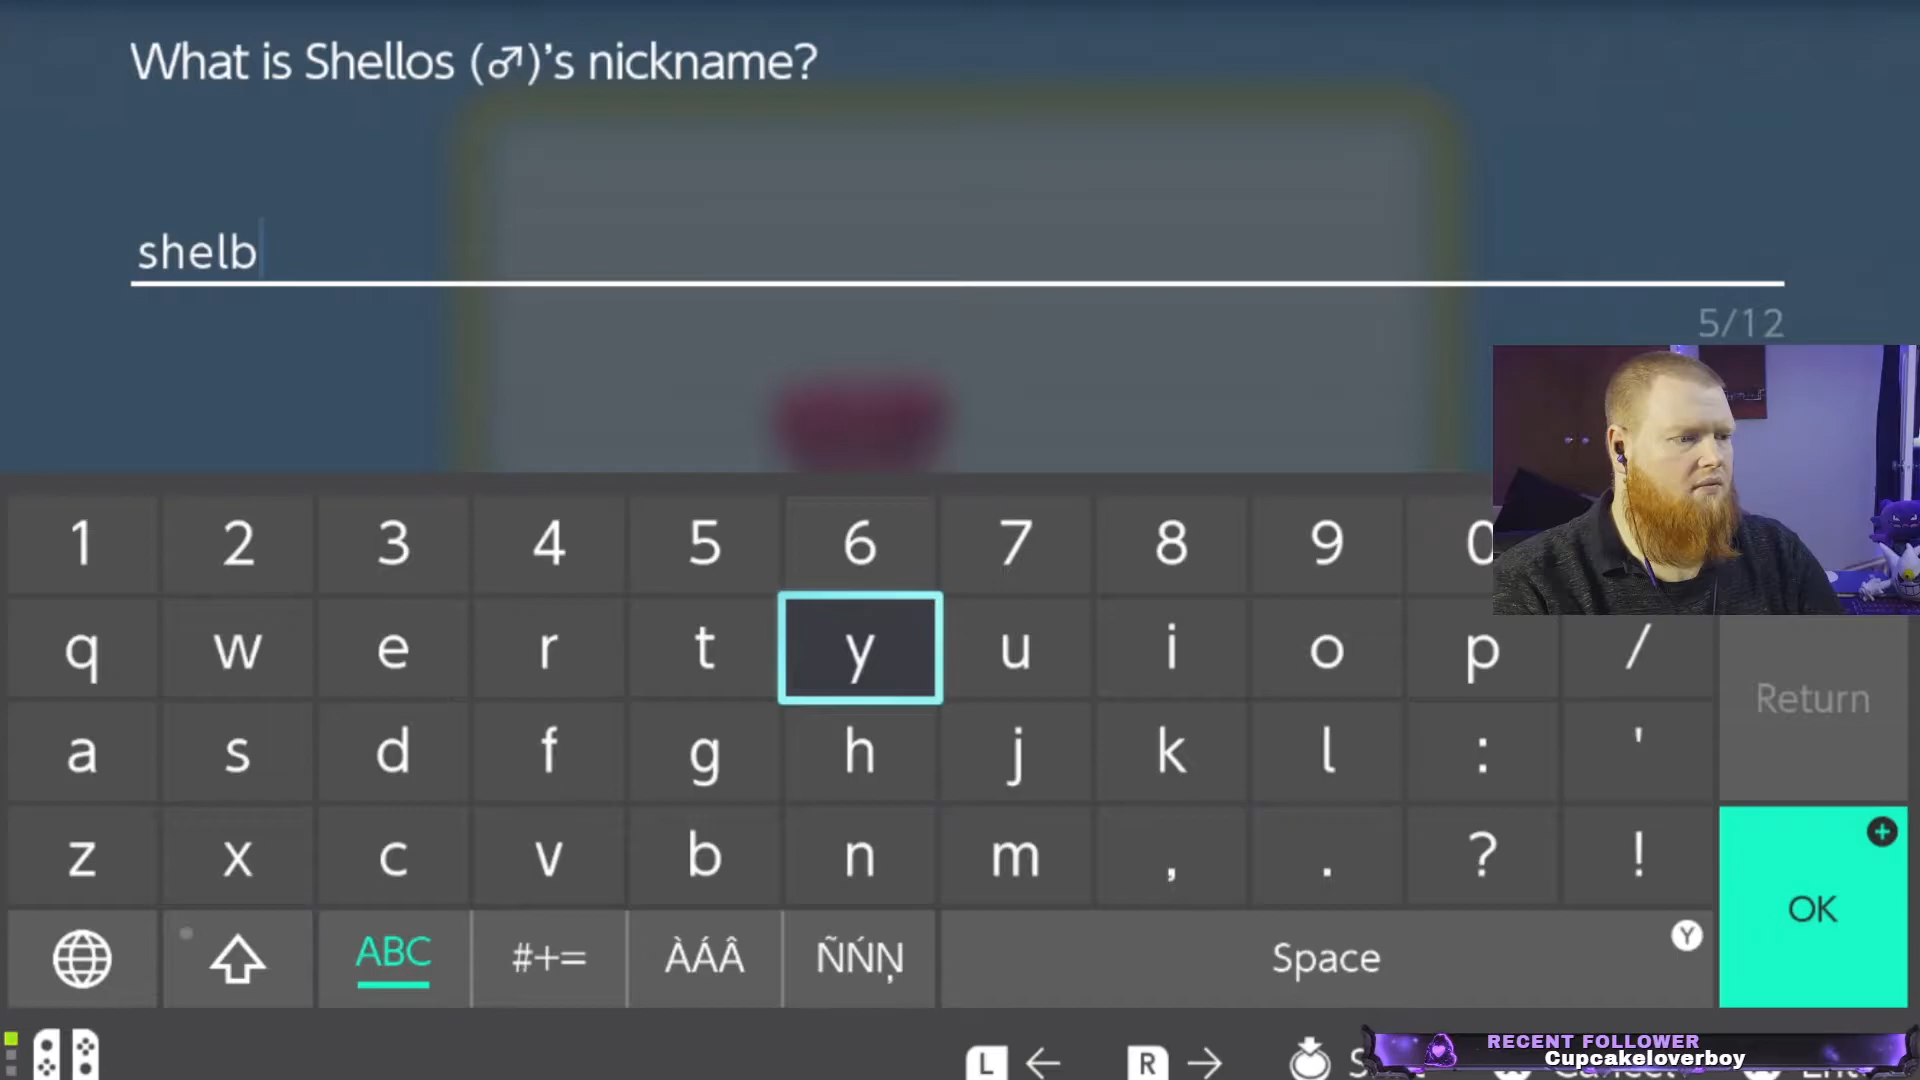 What is Shellos (♂)'s nickname?
shelb
5/12
1 2 3 4 5 6 7 8 9 0
q w e r t y u i o p /
Return
a s d f g h j k l : '
z x c v b n m , . ? !
+
OK
ABC #+= ÀÁÂ ÑŃŅ Space Y
L ← R →
RECENT FOLLOWER
Cupcakeloverboy